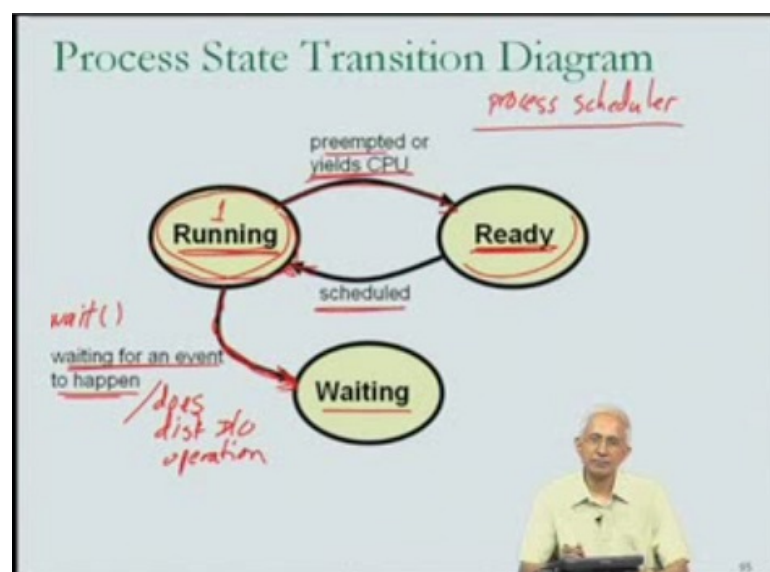 Process State Transition Diagram
process scheduler
preempted or
yields CPU
1
Running
Ready
scheduled
wait()
waiting for an event
to happen
Waiting
/does
disk I/O
operation